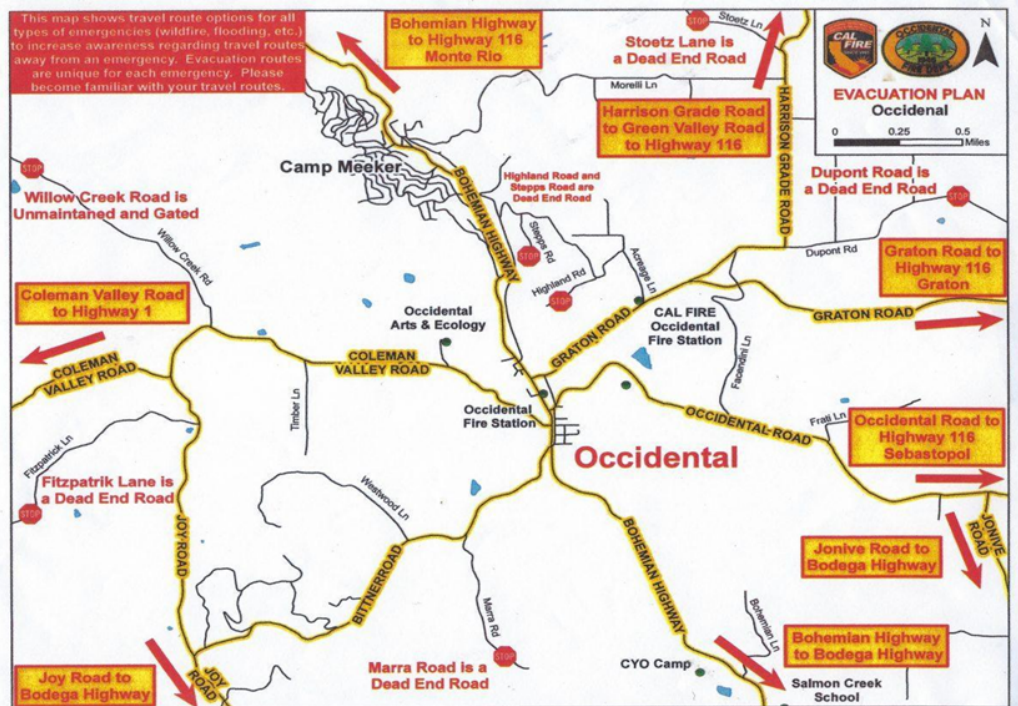 This map shows travel route options for all
types of emergencies (wildfire, flooding, etc.)
to increase awareness regarding travel routes
away from an emergency. Evacuation routes
are unique for each emergency. Please
become familiar with your travel routes.
Bohemian Highway
to Highway 116
Monte Rio
STOP
Stoetz Ln
Stoetz Lane is
a Dead End Road
CAL FIRE
OCCIDENTAL
FIRE DEPT
N
EVACUATION PLAN
Occidenal
0 0.25 0.5
Miles
Morelli Ln
Harrison Grade Road
to Green Valley Road
to Highway 116
HARRISON GRADE ROAD
Camp Meeker
BOHEMIAN HIGHWAY
Highland Road and
Stepps Road are
Dead End Road
Dupont Road is
a Dead End Road
STOP
STOP
Willow Creek Road is
Unmaintaned and Gated
Willow Creek Rd
Stepps Rd
STOP
Highland Rd
STOP
Acreage Ln
Dupont Rd
Graton Road to
Highway 116
Graton
Coleman Valley Road
to Highway 1
Occidental
Arts & Ecology
GRATON ROAD
CAL FIRE
Occidental
Fire Station
GRATON ROAD
COLEMAN
VALLEY ROAD
COLEMAN
VALLEY ROAD
Facendini Ln
Timber Ln
Occidental
Fire Station
OCCIDENTAL ROAD
Frati Ln
Occidental Road to
Highway 116
Sebastopol
Fitzpatrick Ln
Occidental
Fitzpatrik Lane is
a Dead End Road
STOP
Westwood Ln
JOY ROAD
BITTNERROAD
BOHEMIAN HIGHWAY
JONIVE
ROAD
Jonive Road to
Bodega Highway
Marra Rd
Bohemian Ln
STOP
Marra Road is a
Dead End Road
CYO Camp
Bohemian Highway
to Bodega Highway
Salmon Creek
School
JOY
ROAD
Joy Road to
Bodega Highway